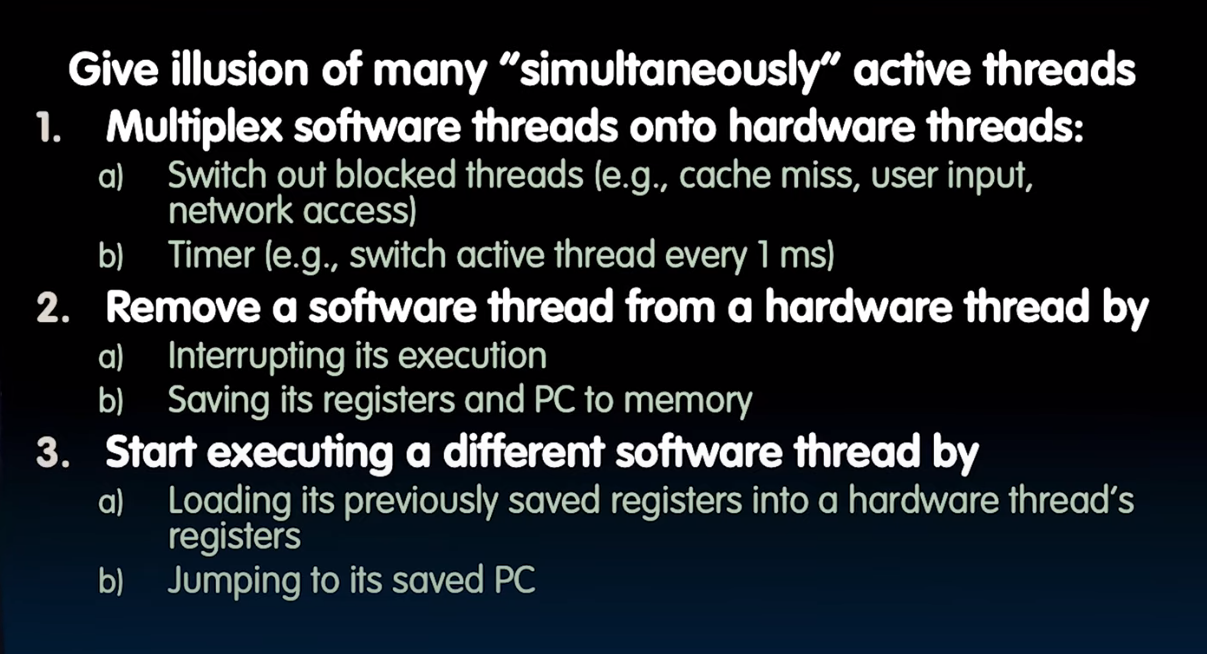 Give illusion of many "simultaneously" active threads
1. Multiplex software threads onto hardware threads:
a) Switch out blocked threads (e.g., cache miss, user input,
network access)
b) Timer (e.g., switch active thread every 1 ms)
2. Remove a software thread from a hardware thread by
a) Interrupting its execution
b) Saving its registers and PC to memory
3. Start executing a different software thread by
a) Loading its previously saved registers into a hardware thread's
registers
b) Jumping to its saved PC